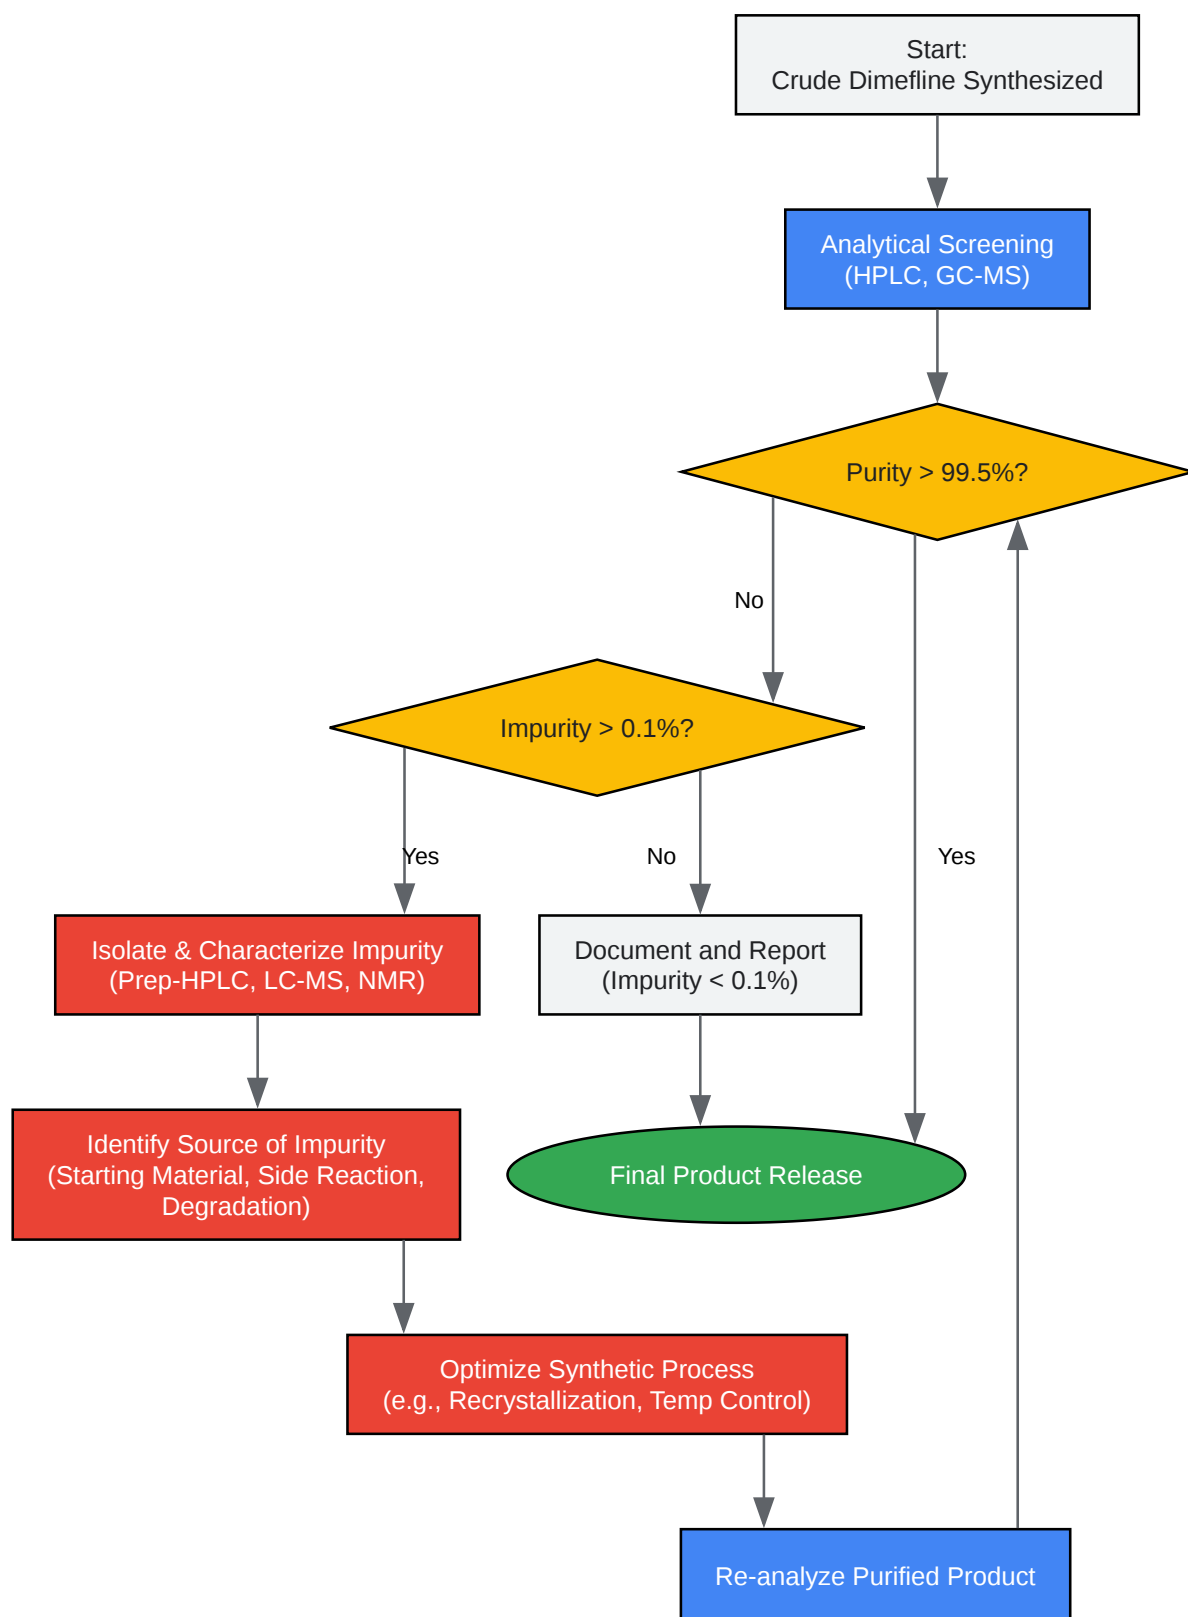 Start:
Crude Dimefline Synthesized
Analytical Screening
(HPLC, GC-MS)
Purity > 99.5%?
No
Impurity > 0.1%?
Yes
No
Yes
Isolate & Characterize Impurity
(Prep-HPLC, LC-MS, NMR)
Document and Report
(Impurity < 0.1%)
Identify Source of Impurity
(Starting Material, Side Reaction,
Degradation)
Final Product Release
Optimize Synthetic Process
(e.g., Recrystallization, Temp Control)
Re-analyze Purified Product